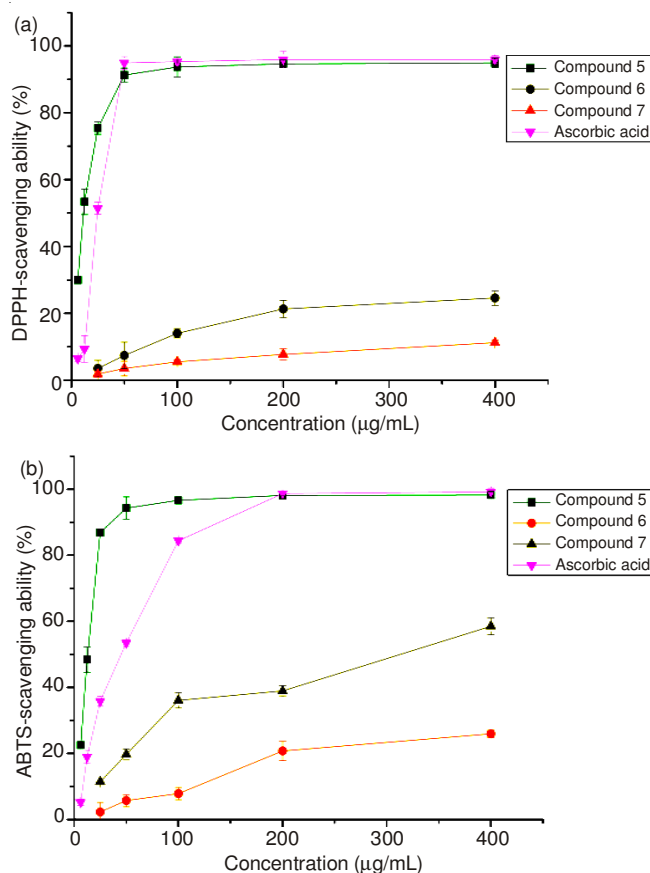 (a)
100
80
60
40
20
0
DPPH-scavenging ability (%)
0 100 200 300 400
Concentration (µg/mL)
Compound 5
Compound 6
Compound 7
Ascorbic acid
(b)
100
80
60
40
20
0
ABTS-scavenging ability (%)
0 100 200 300 400
Concentration (µg/mL)
Compound 5
Compound 6
Compound 7
Ascorbic acid